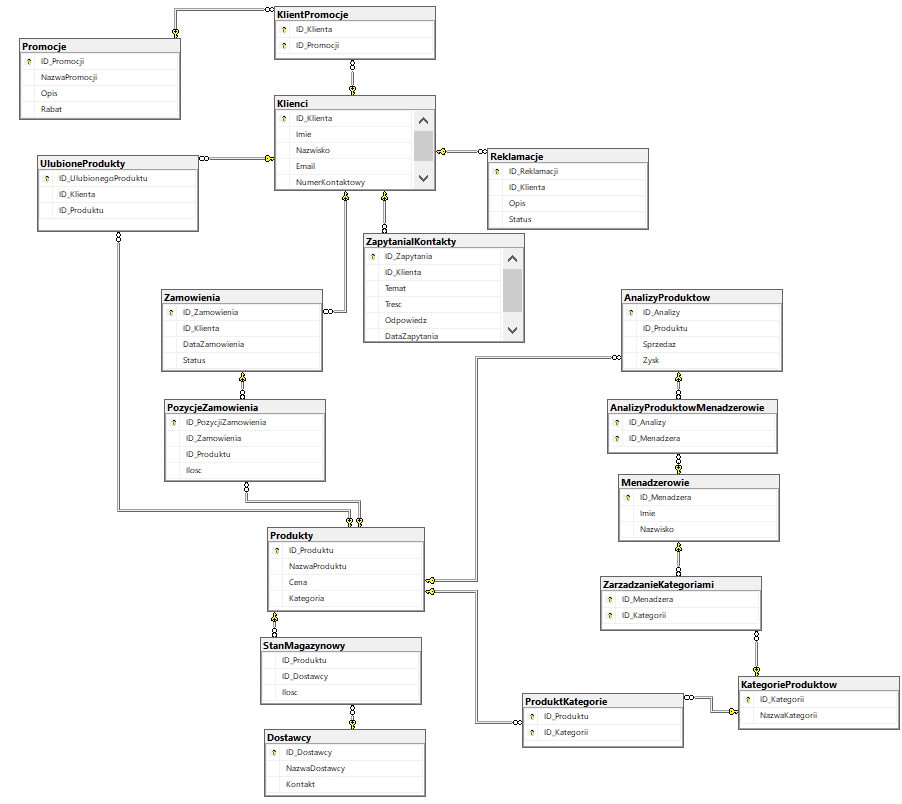 KlientPromocje
ID_Klienta
ID_Promocji
Promocje
ID_Promocji
NazwaPromocji
Opis
Rabat
Klienci
ID_Klienta
Imie
Nazwisko
Email
NumerKontaktowy
UlubioneProdukty
ID_UlubionegoProduktu
ID_Klienta
ID_Produktu
Reklamacje
ID_Reklamacji
ID_Klienta
Opis
Status
ZapytaniaIKontakty
ID_Zapytania
ID_Klienta
Temat
Tresc
Odpowiedz
DataZapytania
Zamowienia
ID_Zamowienia
ID_Klienta
DataZamowienia
Status
AnalizyProduktow
ID_Analizy
ID_Produktu
Sprzedaz
Zysk
PozycjeZamowienia
ID_PozycjiZamowienia
ID_Zamowienia
ID_Produktu
Ilosc
AnalizyProduktowMenadzerowie
ID_Analizy
ID_Menadzera
Menadzerowie
ID_Menadzera
Imie
Nazwisko
Produkty
ID_Produktu
NazwaProduktu
Cena
Kategoria
ZarzadzanieKategoriami
ID_Menadzera
ID_Kategorii
StanMagazynowy
ID_Produktu
ID_Dostawcy
Ilosc
KategorieProduktow
ID_Kategorii
NazwaKategorii
ProduktKategorie
ID_Produktu
ID_Kategorii
Dostawcy
ID_Dostawcy
NazwaDostawcy
Kontakt